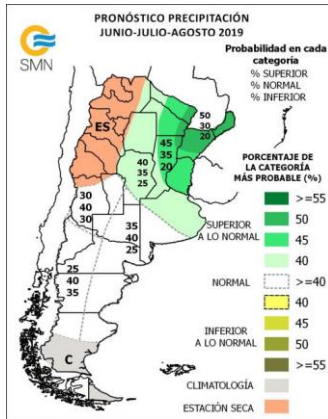 PRONÓSTICO PRECIPITACIÓN
JUNIO-JULIO-AGOSTO 2019
SMN
Probabilidad en cada
categoría
% SUPERIOR
% NORMAL
% INFERIOR
ES
50
30
20
45
35
20
40
35
25
30
40
30
35
40
25
25
40
35
C
PORCENTAJE DE
LA CATEGORÍA
MÁS PROBABLE (%)
SUPERIOR
A LO NORMAL
>=55
50
45
40
NORMAL
>=40
INFERIOR
A LO NORMAL
40
45
50
>=55
CLIMATOLOGÍA
ESTACIÓN SECA